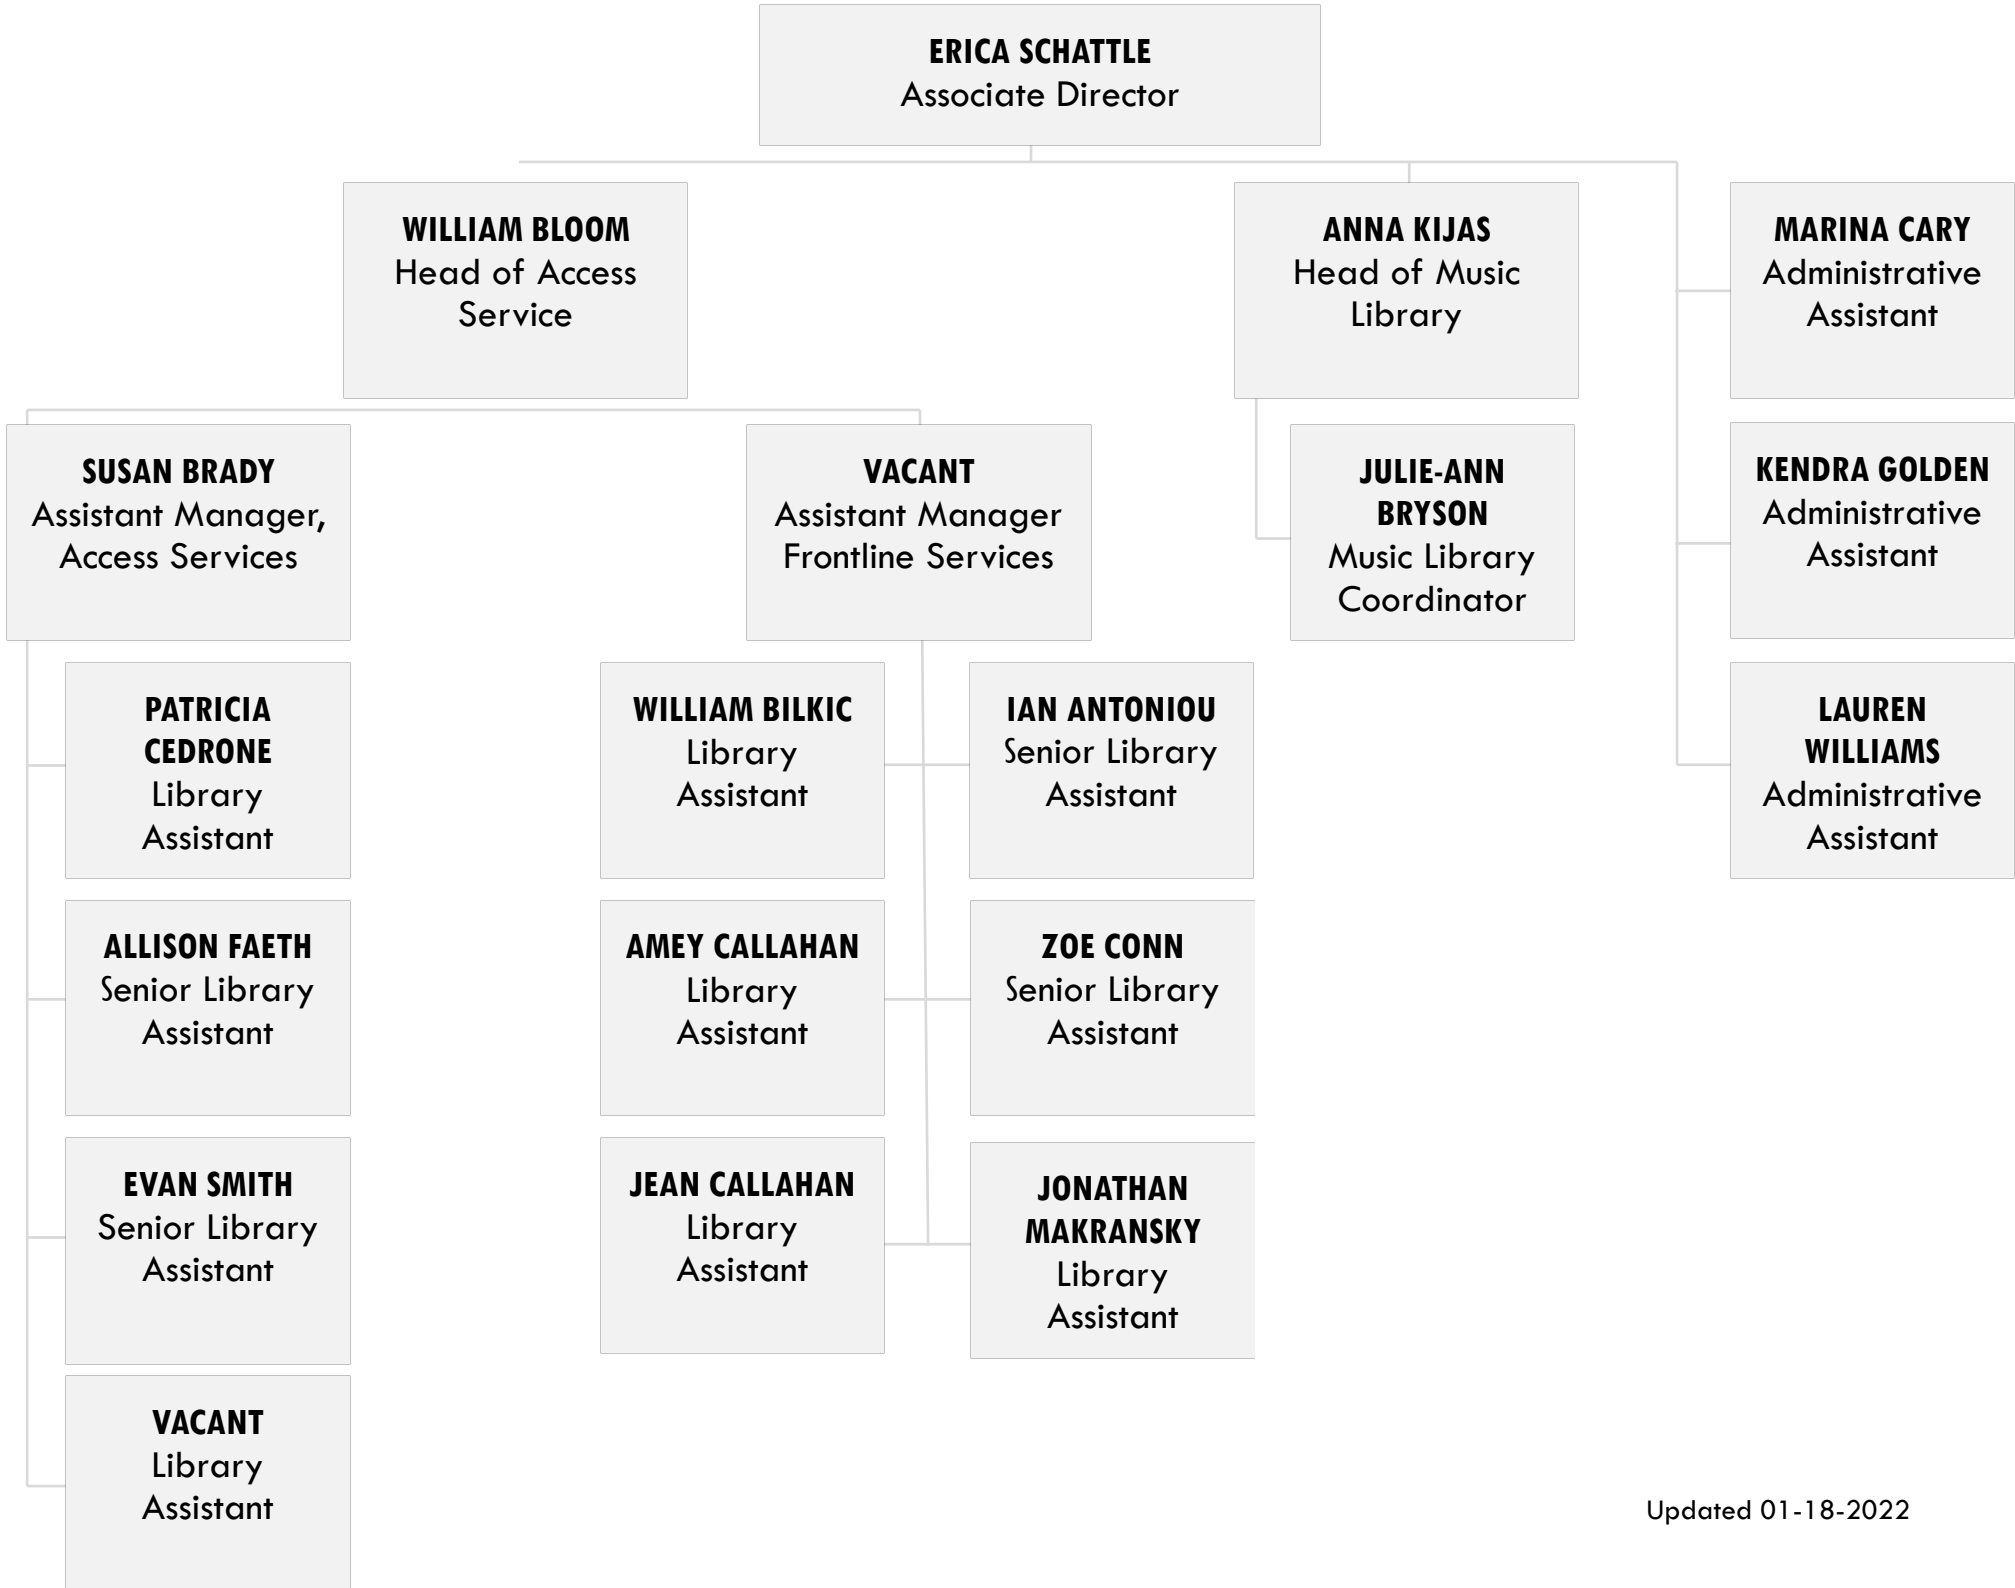 ERICA SCHATTLE
Associate Director
WILLIAM BLOOM
Head of Access
Service
ANNA KIJAS
Head of Music
Library
MARINA CARY
Administrative
Assistant
SUSAN BRADY
Assistant Manager,
Access Services
VACANT
Assistant Manager
Frontline Services
JULIE-ANN
BRYSON
Music Library
Coordinator
KENDRA GOLDEN
Administrative
Assistant
PATRICIA
CEDRONE
Library
Assistant
WILLIAM BILKIC
Library
Assistant
IAN ANTONIOU
Senior Library
Assistant
LAUREN
WILLIAMS
Administrative
Assistant
ALLISON FAETH
Senior Library
Assistant
AMEY CALLAHAN
Library
Assistant
ZOE CONN
Senior Library
Assistant
EVAN SMITH
Senior Library
Assistant
JEAN CALLAHAN
Library
Assistant
JONATHAN
MAKRANSKY
Library
Assistant
VACANT
Library
Assistant
Updated 01-18-2022